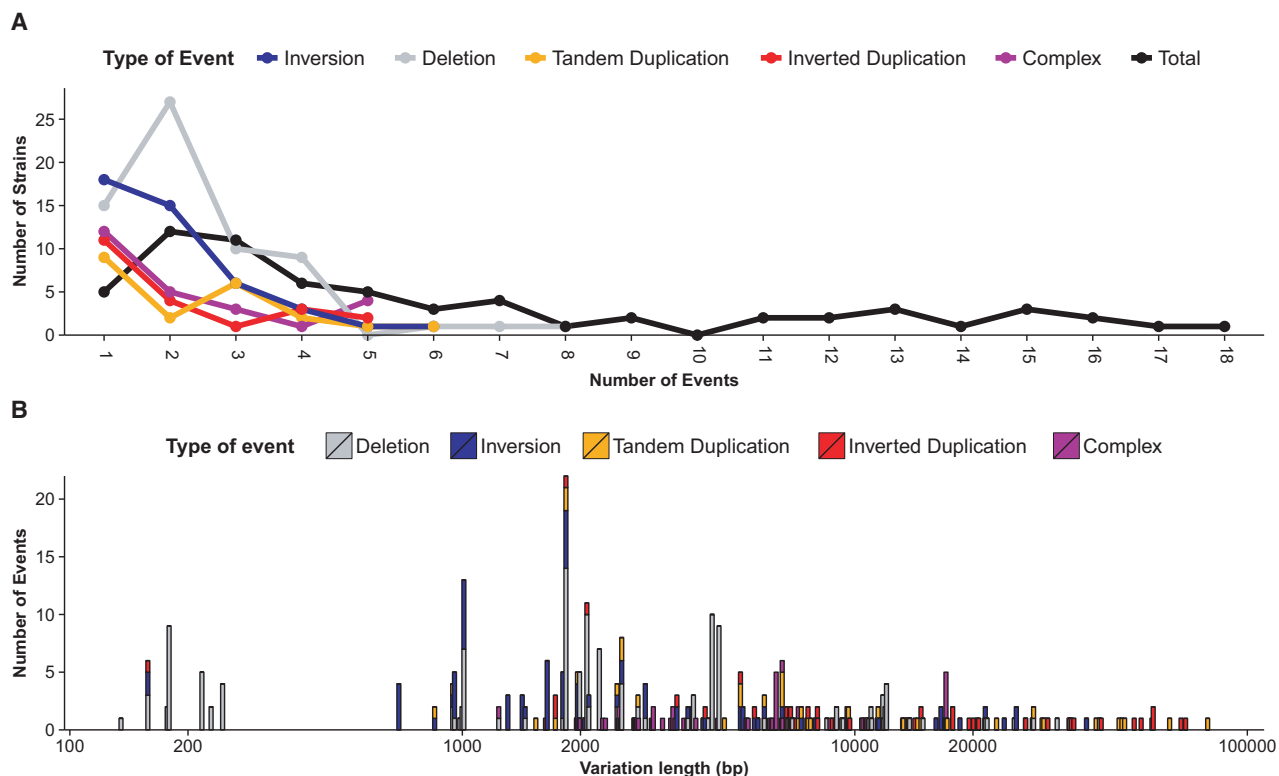 A
Type of Event Inversion Deletion Tandem Duplication Inverted Duplication Complex Total
Number of Strains
25
20
15
10
5
0
1 2 3 4 5 6 7 8 9 10 11 12 13 14 15 16 17 18
Number of Events
B
Type of event Deletion Inversion Tandem Duplication Inverted Duplication Complex
Number of Events
20
15
10
5
0
100 200 1000 2000 10000 20000 100000
Variation length (bp)